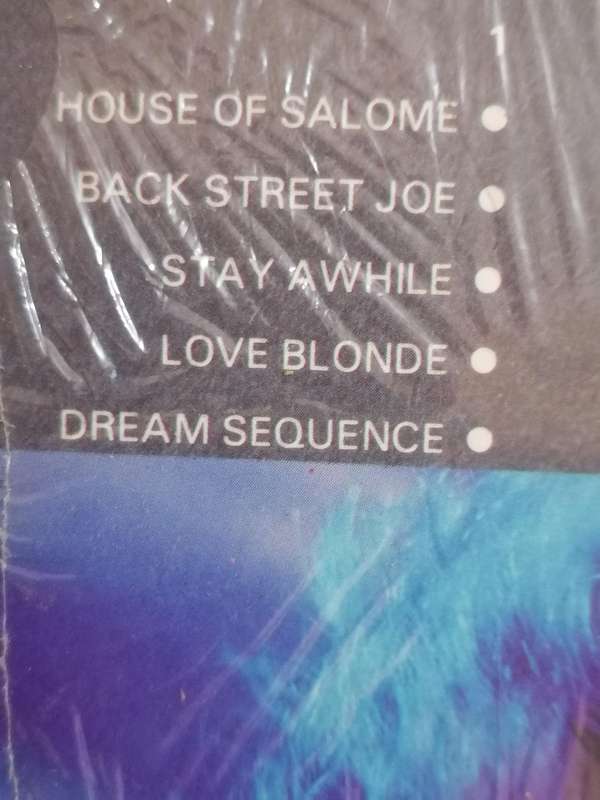 1
HOUSE OF SALOME
BACK STREET JOE
STAY AWHILE
LOVE BLONDE
DREAM SEQUENCE